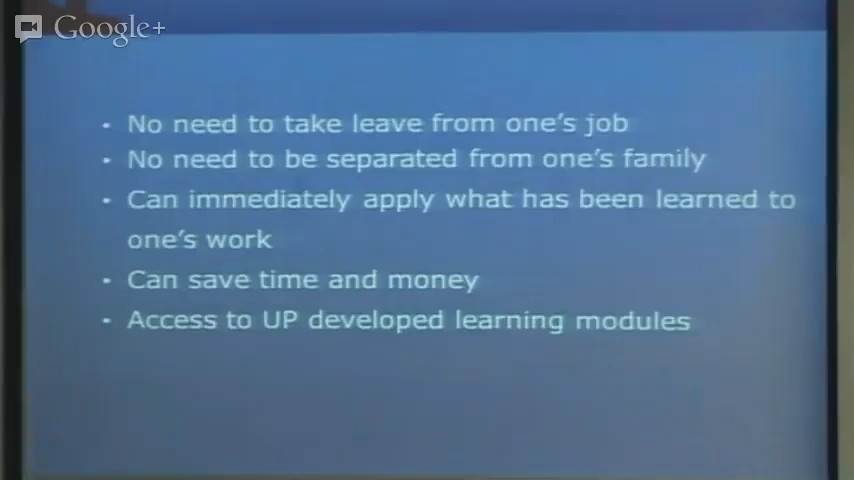 Google+
• No need to take leave from one's job
• No need to be separated from one's family
• Can immediately apply what has been learned to
one's work
• Can save time and money
• Access to UP developed learning modules